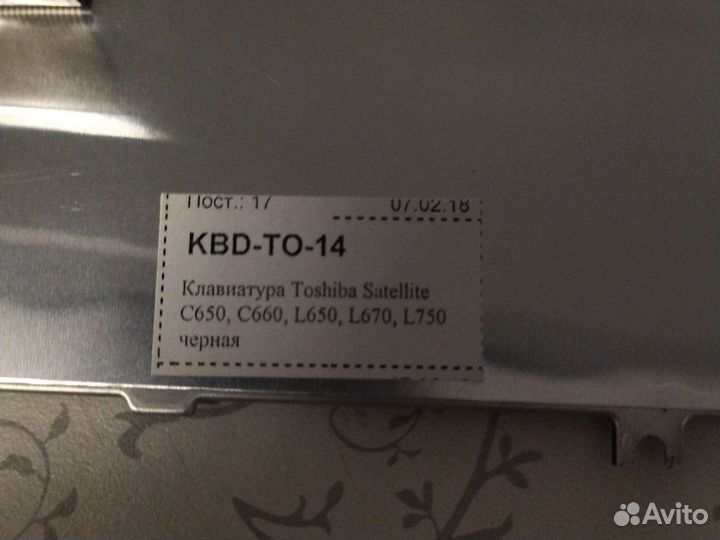 Пост.: 17 07.02.18
KBD-TO-14
Клавиатура Toshiba Satellite
C650, C660, L650, L670, L750
черная
Avito